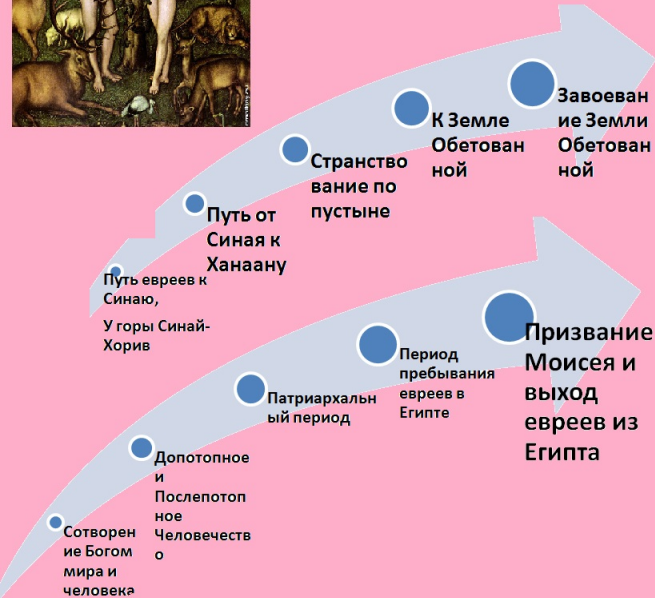 Завоеван
ие Земли
Обетован
ной
К Земле
Обетован
ной
Странство
вание по
пустыне
Путь от
Синая к
Ханаану
Путь евреев к
Синаю,
У горы Синай-
Хорив
Призвание
Моисея и
выход
евреев из
Египта
Период
пребывания
евреев в
Египте
Патриархальн
ый период
Допотопное
и
Послепотоп
ное
Человечеств
о
Сотворен
ие Богом
мира и
человека